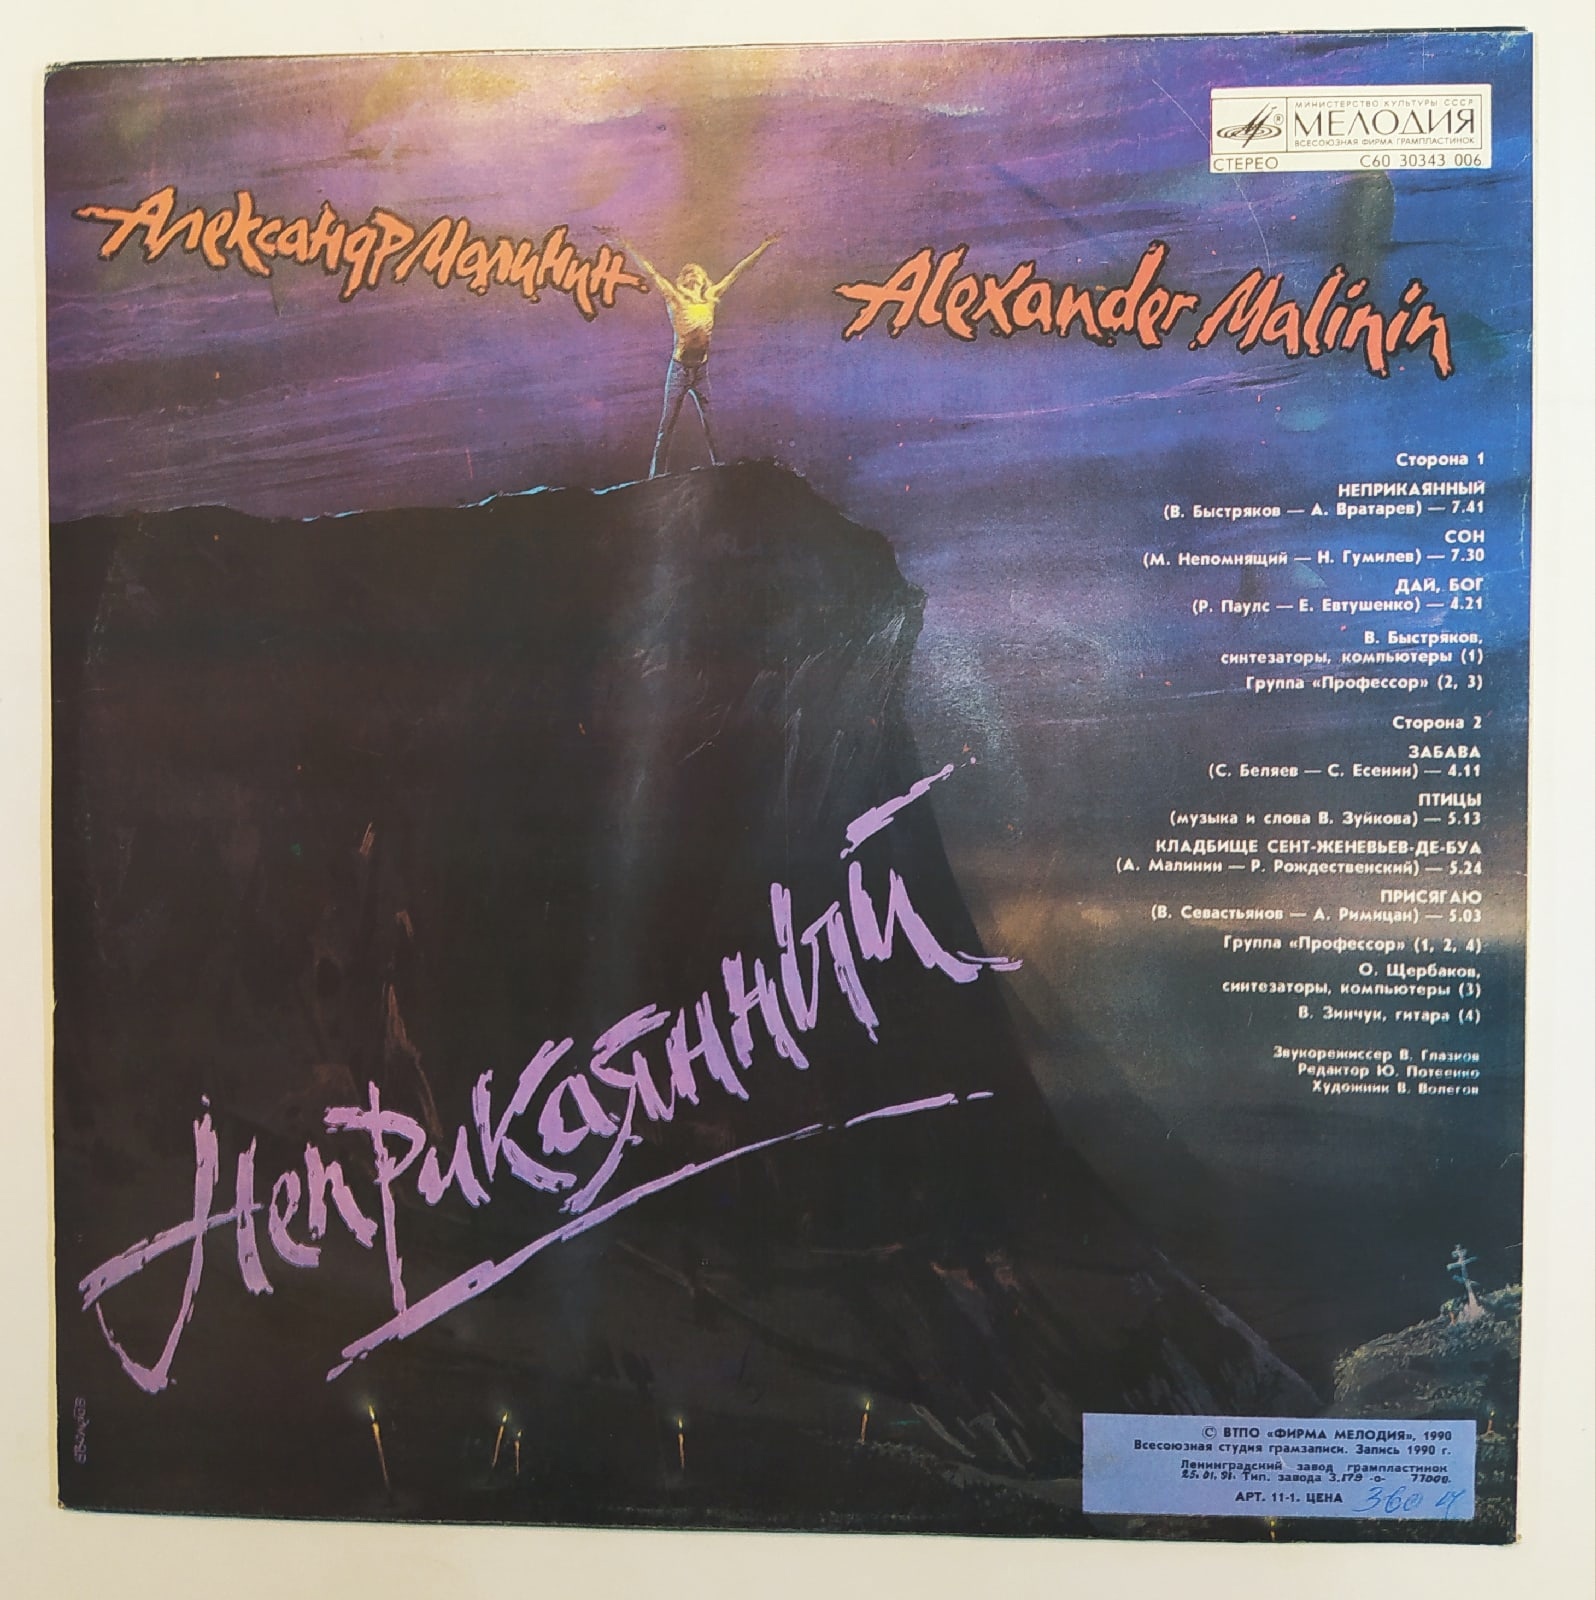 МИНИСТЕРСТВО КУЛЬТУРЫ СССР
МЕЛОДИЯ
ВСЕСОЮЗНАЯ ФИРМА ГРАМПЛАСТИНОК
СТЕРЕО С60 30343 006
Александр Малинин
Alexander Malinin
Сторона 1
НЕПРИКАЯННЫЙ
(В. Быстряков — А. Вратарев) — 7.41
СОН
(М. Непомнящий — Н. Гумилев) — 7.30
ДАЙ, БОГ
(Р. Паулс — Е. Евтушенко) — 4.21
В. Быстряков,
синтезаторы, компьютеры (1)
Группа «Профессор» (2, 3)
Сторона 2
ЗАБАВА
(С. Беляев — С. Есенин) — 4.11
ПТИЦЫ
(музыка и слова В. Зуйкова) — 5.13
КЛАДБИЩЕ СЕНТ-ЖЕНЕВЬЕВ-ДЕ-БУА
(А. Малинин — Р. Рождественский) — 5.24
ПРИСЯГАЮ
(В. Севастьянов — А. Римицан) — 5.03
Группа «Профессор» (1, 2, 4)
О. Щербаков,
синтезаторы, компьютеры (3)
В. Зинчук, гитара (4)
Звукорежиссер В. Глазков
Редактор Ю. Потеенко
Художник В. Волегов
Неприкаянный
© ВТПО «ФИРМА МЕЛОДИЯ», 1990
Всесоюзная студия грамзаписи. Запись 1990 г.
Ленинградский завод грампластинок
25.01.91. Тип. завода З.179 -0- 77000.
АРТ. 11-1. ЦЕНА 360